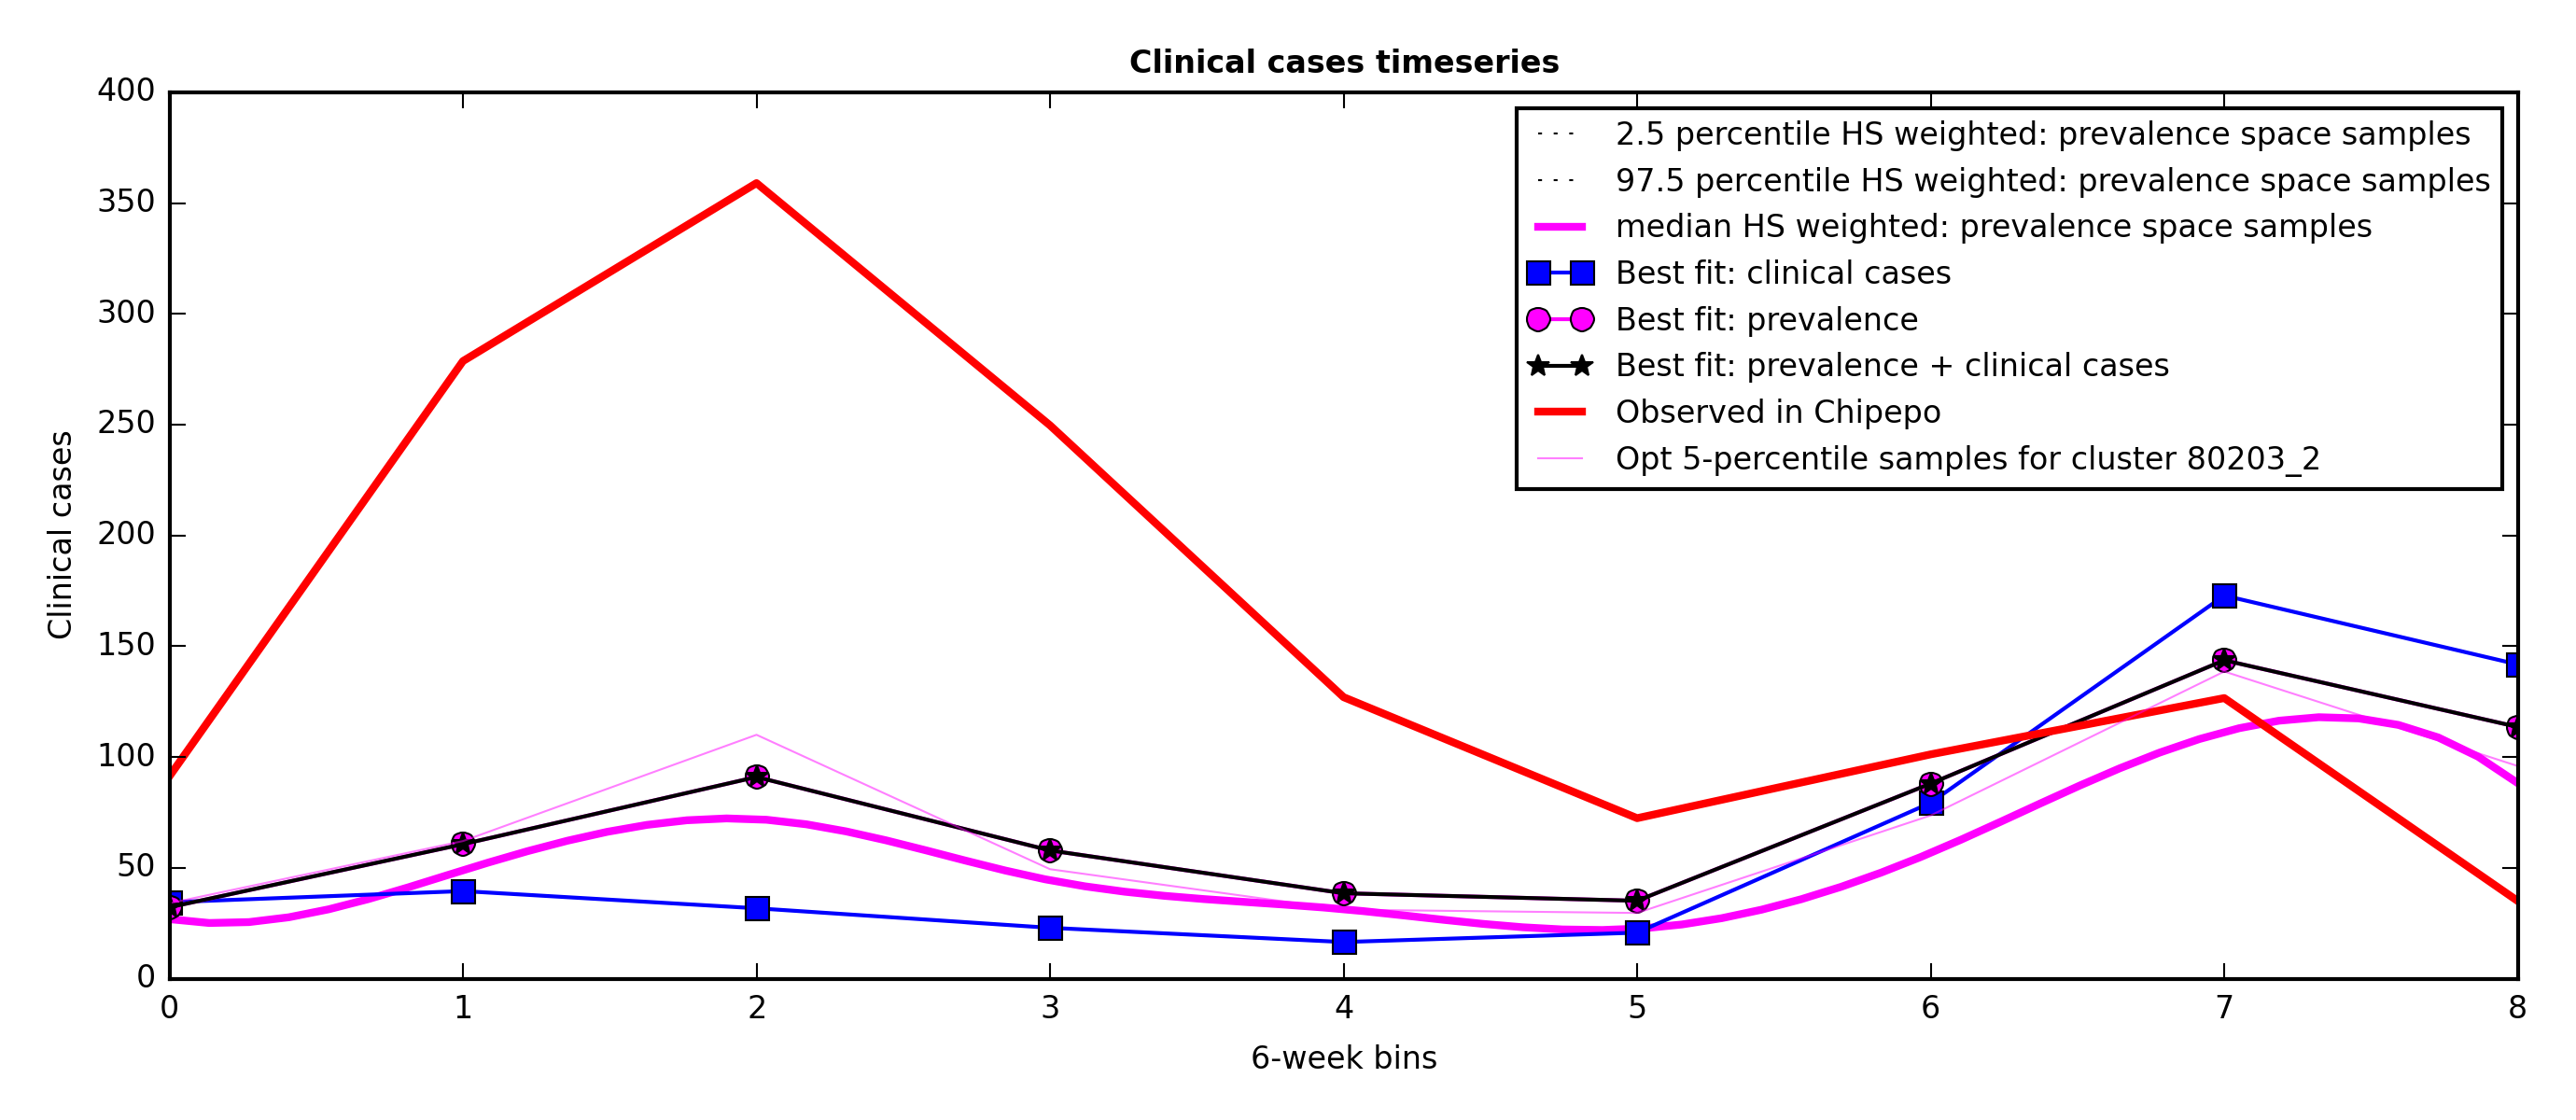 Clinical cases timeseries
400
350
300
250
200
150
100
50
0
Clinical cases
2.5 percentile HS weighted: prevalence space samples
97.5 percentile HS weighted: prevalence space samples
median HS weighted: prevalence space samples
Best fit: clinical cases
Best fit: prevalence
Best fit: prevalence + clinical cases
Observed in Chipepo
Opt 5-percentile samples for cluster 80203_2
0 1 2 3 4 5 6 7 8
6-week bins